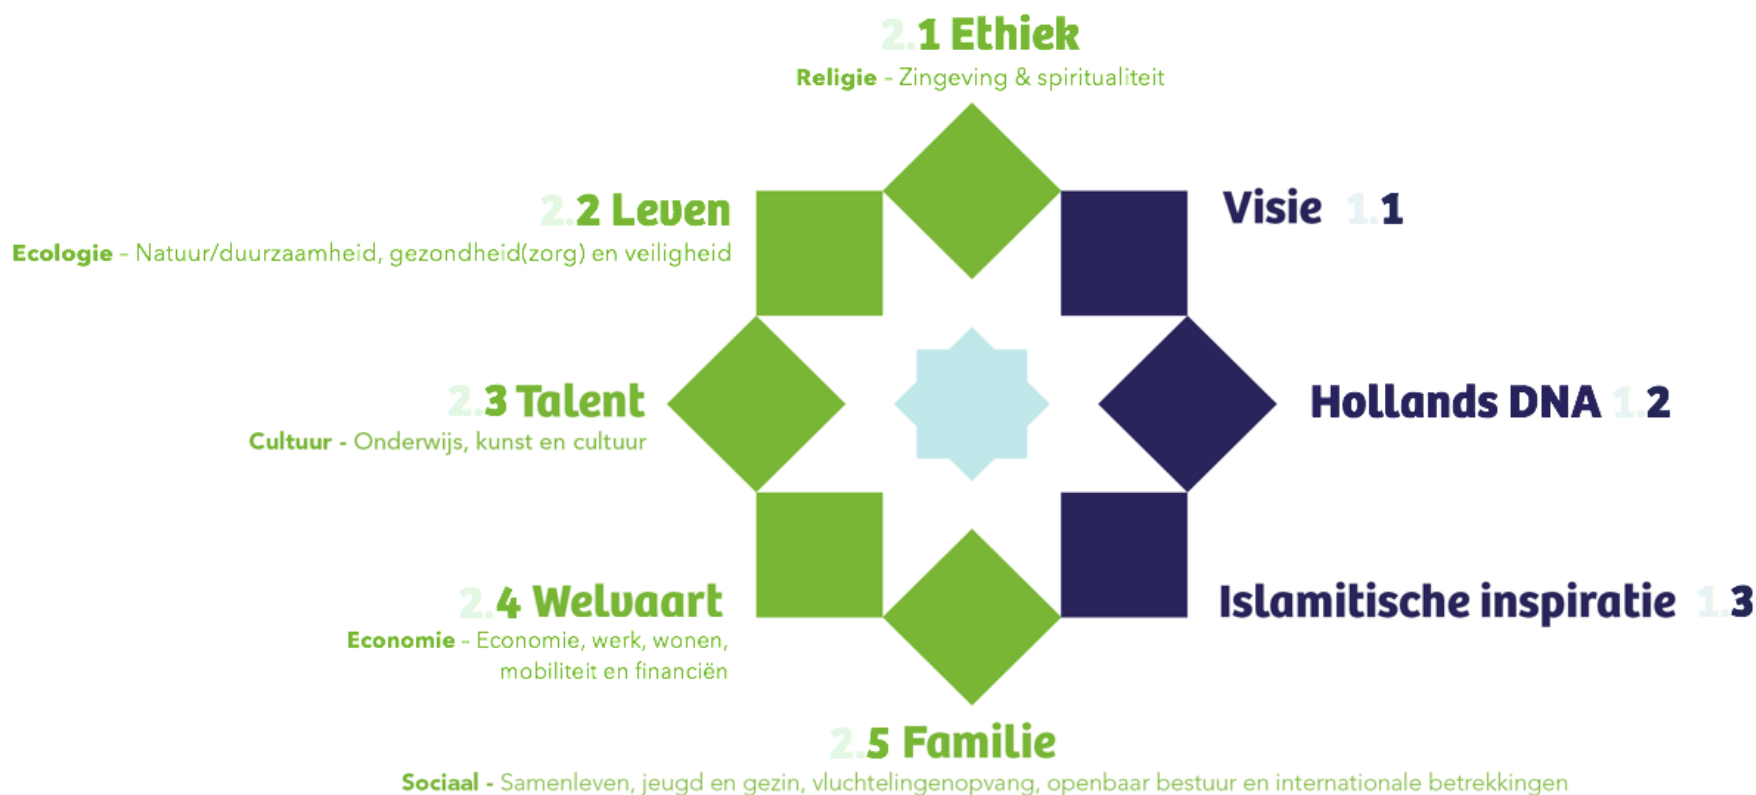 2.1 Ethiek
Religie - Zingeving & spiritualiteit
2.2 Leven
Ecologie - Natuur/duurzaamheid, gezondheid(zorg) en veiligheid
Visie 1.1
2.3 Talent
Cultuur - Onderwijs, kunst en cultuur
Hollands DNA 1.2
2.4 Welvaart
Economie - Economie, werk, wonen,
mobiliteit en financiën
Islamitische inspiratie 1.3
2.5 Familie
Sociaal - Samenleven, jeugd en gezin, vluchtelingenopvang, openbaar bestuur en internationale betrekkingen